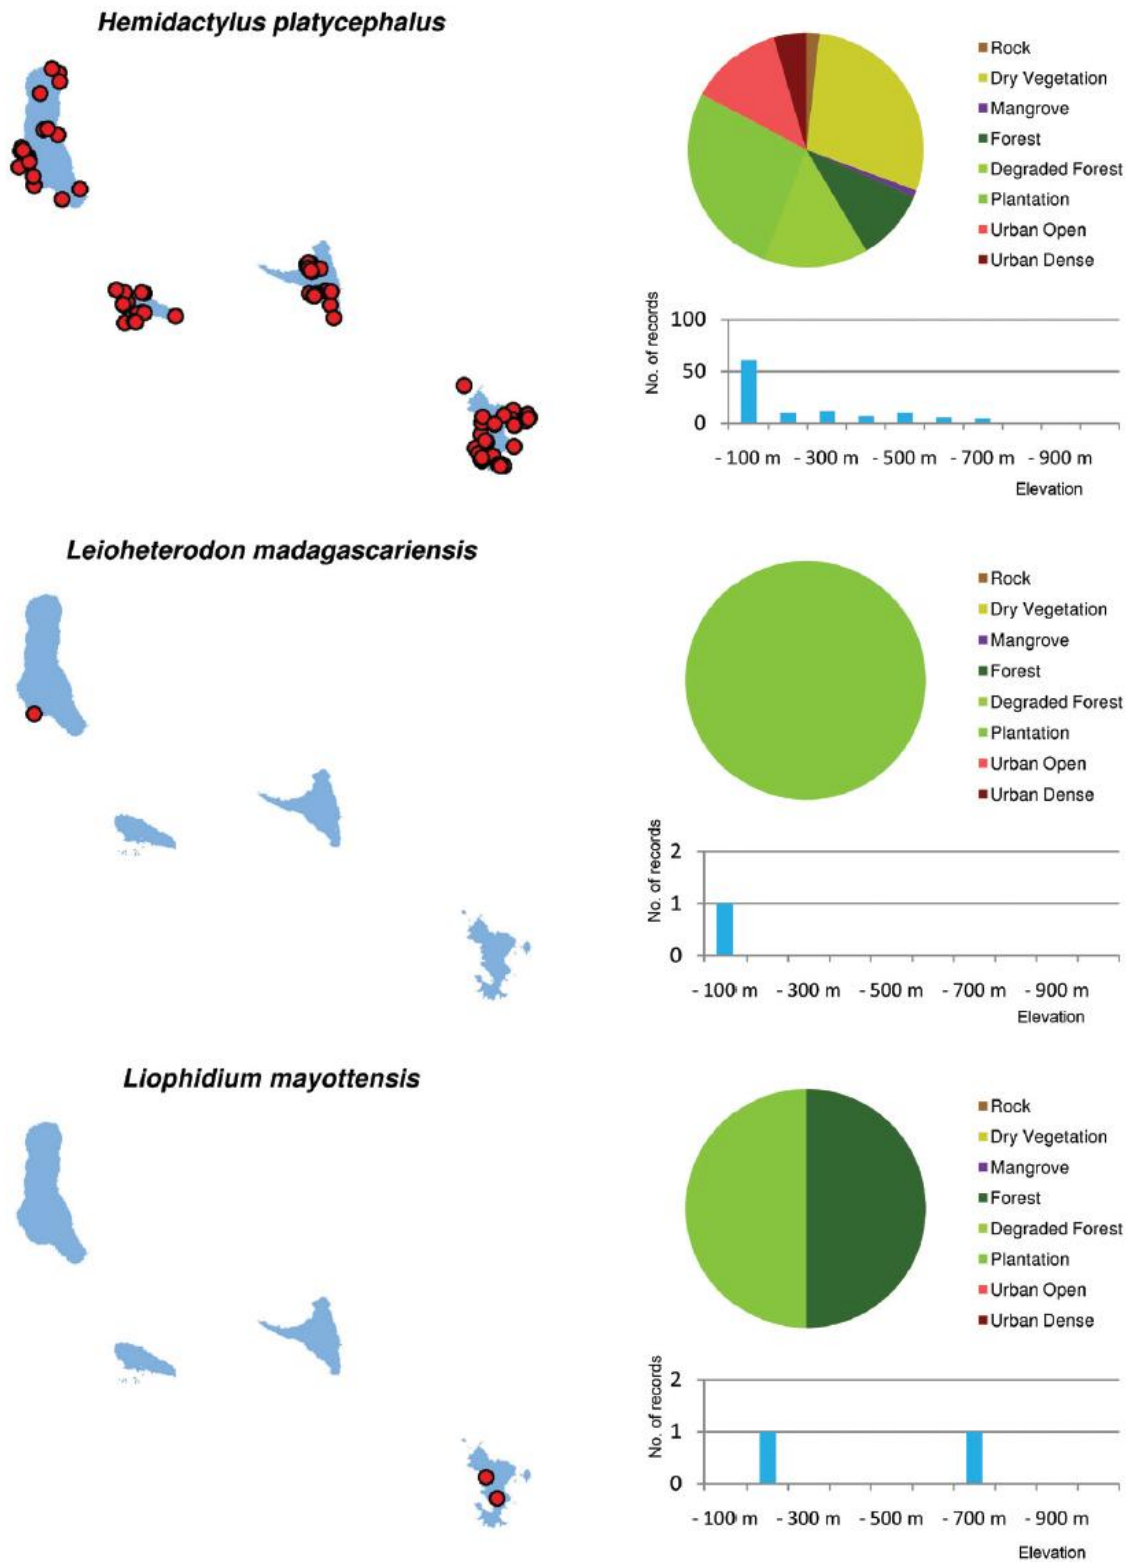 Hemidactylus platycephalus
Rock
Dry Vegetation
Mangrove
Forest
Degraded Forest
Plantation
Urban Open
Urban Dense
No. of records
100
50
0
- 100 m - 300 m - 500 m - 700 m - 900 m
Elevation
Leioheterodon madagascariensis
Rock
Dry Vegetation
Mangrove
Forest
Degraded Forest
Plantation
Urban Open
Urban Dense
No. of records
2
1
0
- 100 m - 300 m - 500 m - 700 m - 900 m
Elevation
Liophidium mayottensis
Rock
Dry Vegetation
Mangrove
Forest
Degraded Forest
Plantation
Urban Open
Urban Dense
No. of records
2
1
0
- 100 m - 300 m - 500 m - 700 m - 900 m
Elevation